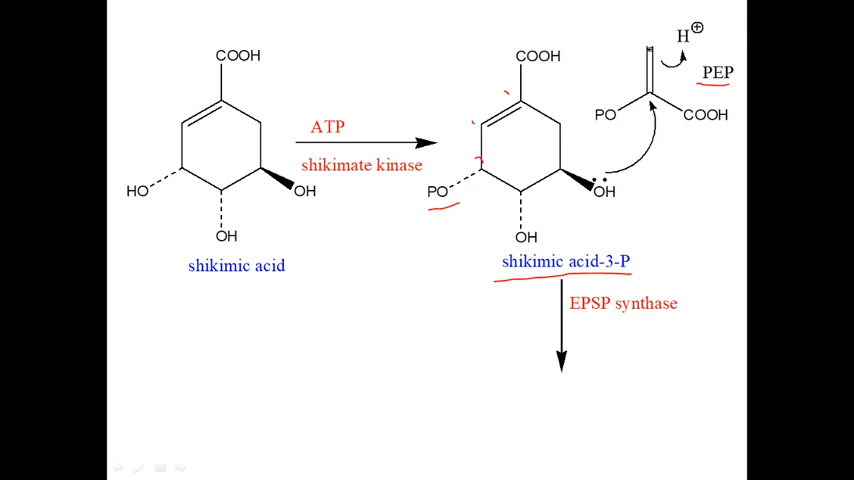 COOH
HO
OH
OH
shikimic acid
ATP
shikimate kinase
COOH
PO
OH
OH
shikimic acid-3-P
H⊕
PEP
PO
COOH
EPSP synthase